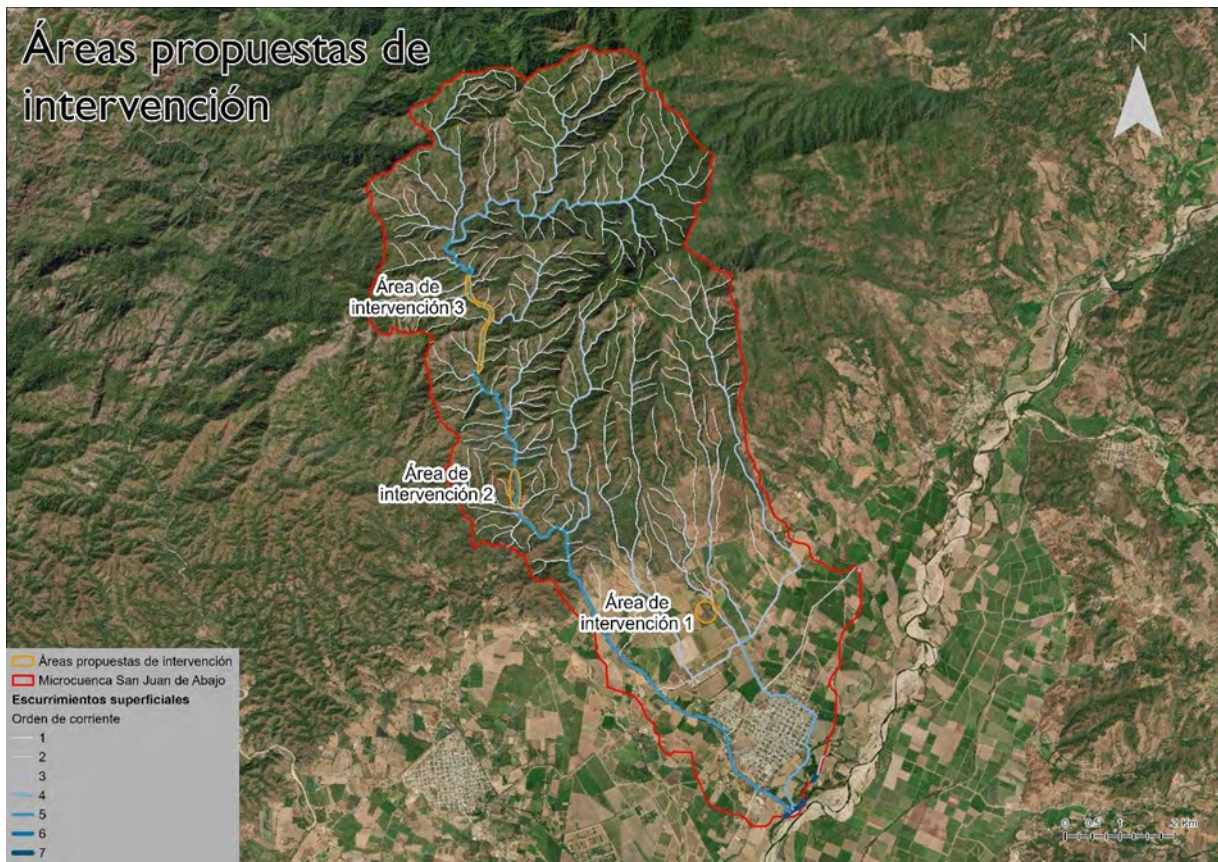 Áreas propuestas de
intervención
N
Área de
intervención 3
Área de
intervención 2
Área de
intervención 1
Áreas propuestas de intervención
Microcuenca San Juan de Abajo
Escurrimientos superficiales
Orden de corriente
1
2
3
4
5
6
7
0 0.5 1 2 Km